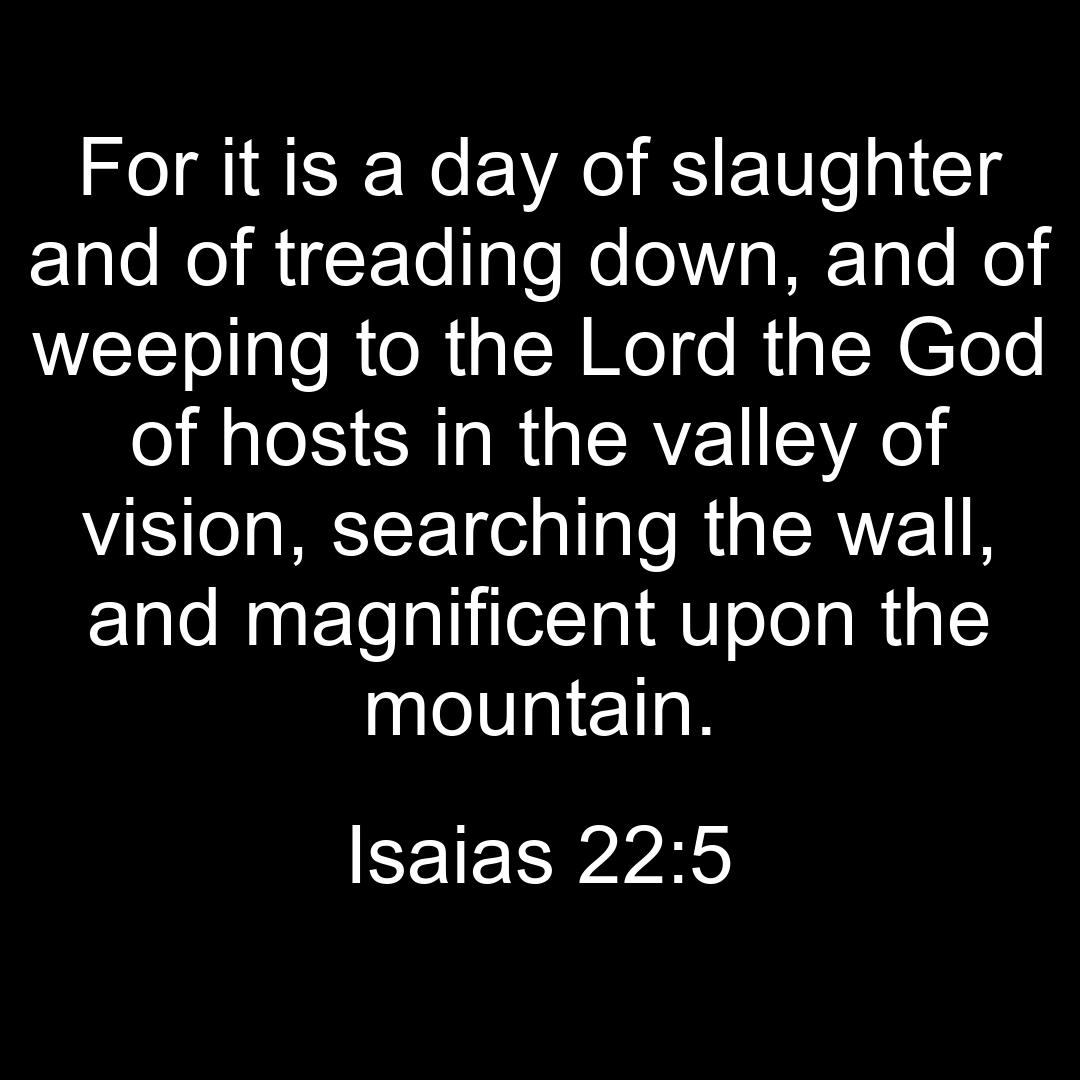 For it is a day of slaughter
and of treading down, and of
weeping to the Lord the God
of hosts in the valley of
vision, searching the wall,
and magnificent upon the
mountain.
Isaias 22:5